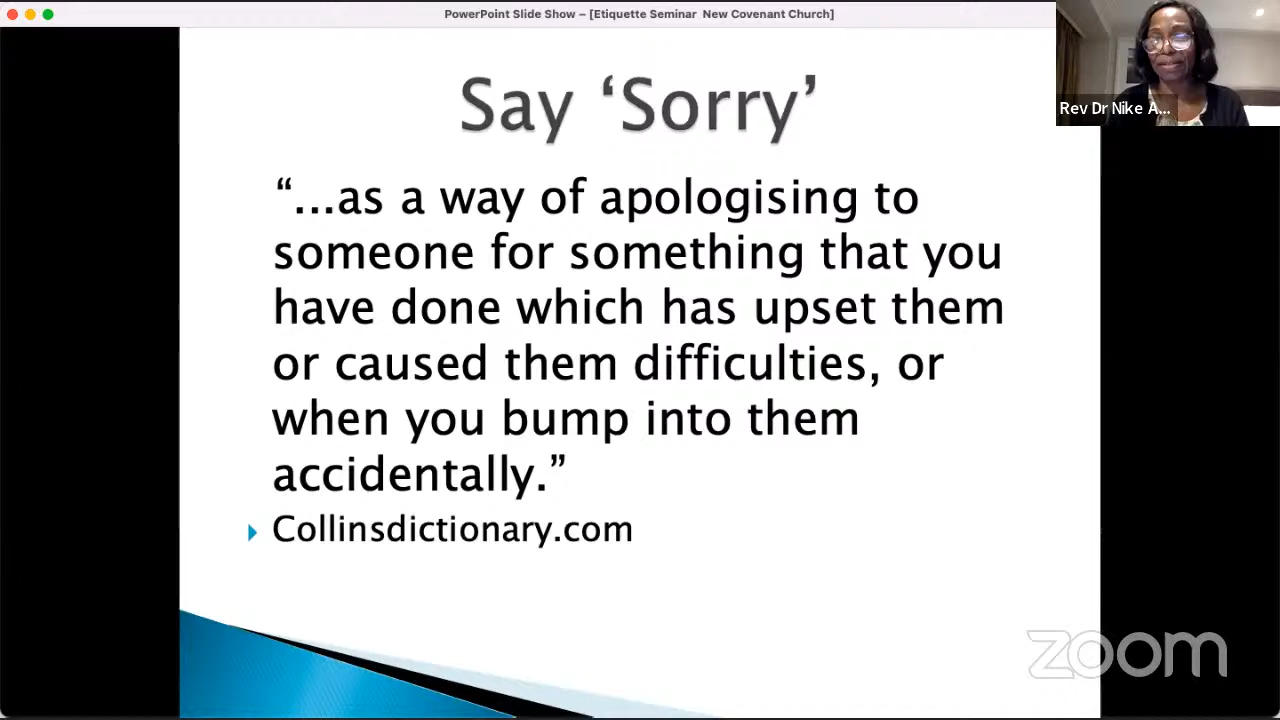 PowerPoint Slide Show – [Etiquette Seminar New Covenant Church]
Rev Dr Nike A...
Say ‘Sorry’
“...as a way of apologising to
someone for something that you
have done which has upset them
or caused them difficulties, or
when you bump into them
accidentally.”
Collinsdictionary.com
zoom